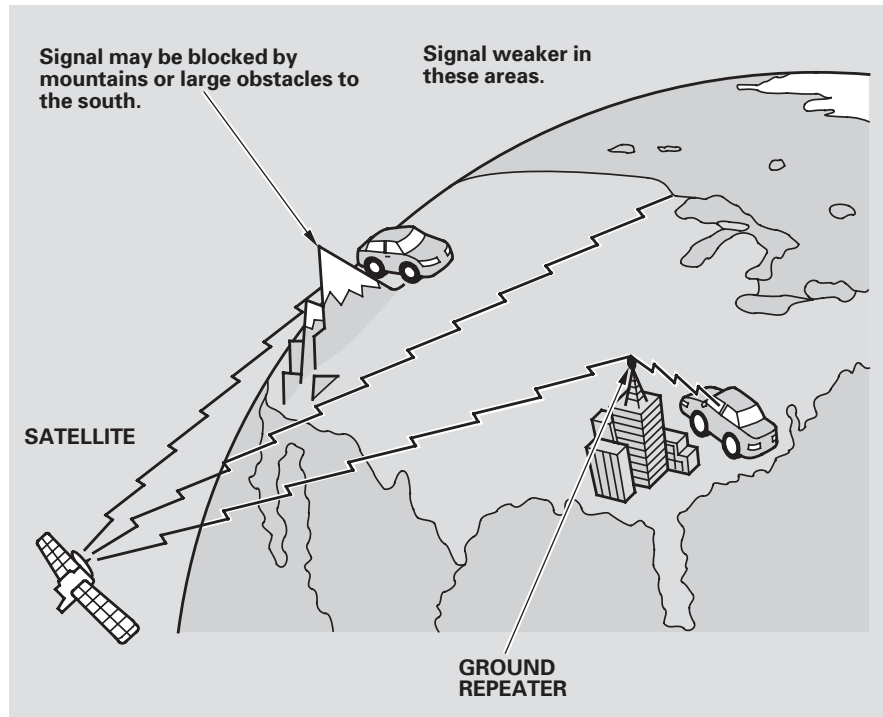 Signal may be blocked by
mountains or large obstacles to
the south.
Signal weaker in
these areas.
SATELLITE
GROUND
REPEATER